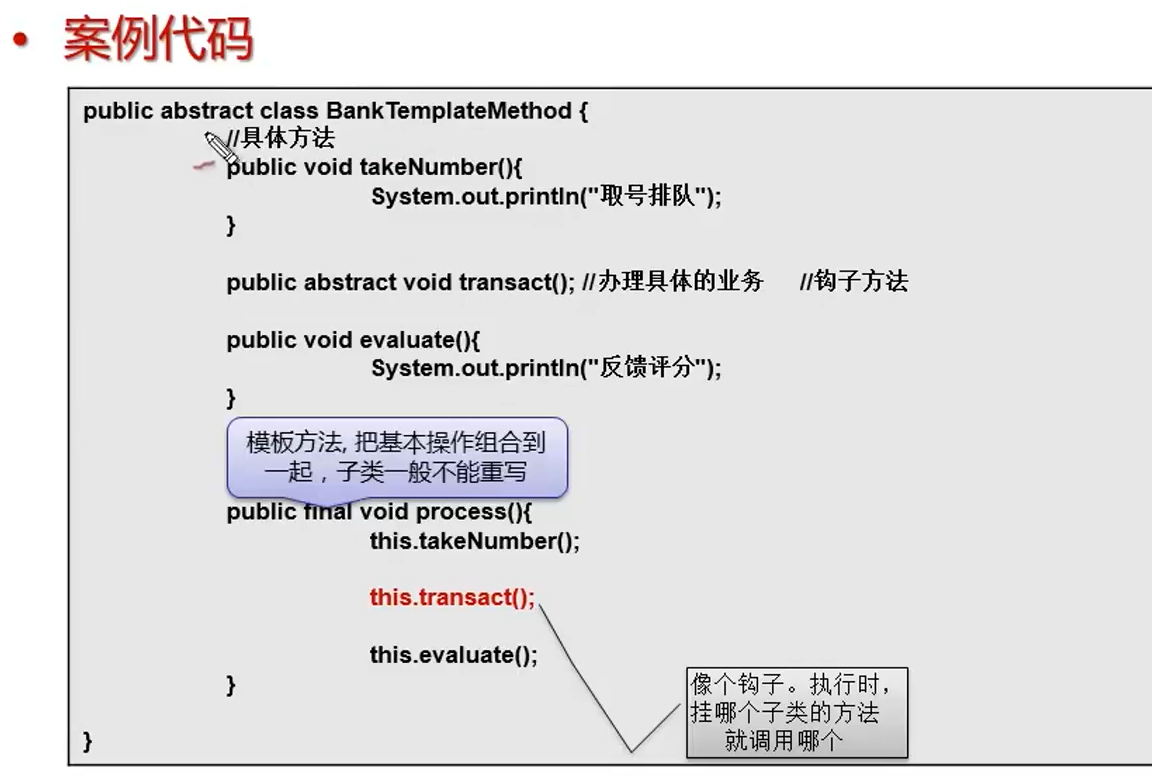 • 案例代码
public abstract class BankTemplateMethod {
//具体方法
public void takeNumber(){
System.out.println("取号排队");
}
public abstract void transact(); //办理具体的业务 //钩子方法
public void evaluate(){
System.out.println("反馈评分");
}
模板方法, 把基本操作组合到
一起，子类一般不能重写
public final void process(){
this.takeNumber();
this.transact();
this.evaluate();
}
像个钩子。执行时，
挂哪个子类的方法
就调用哪个
}